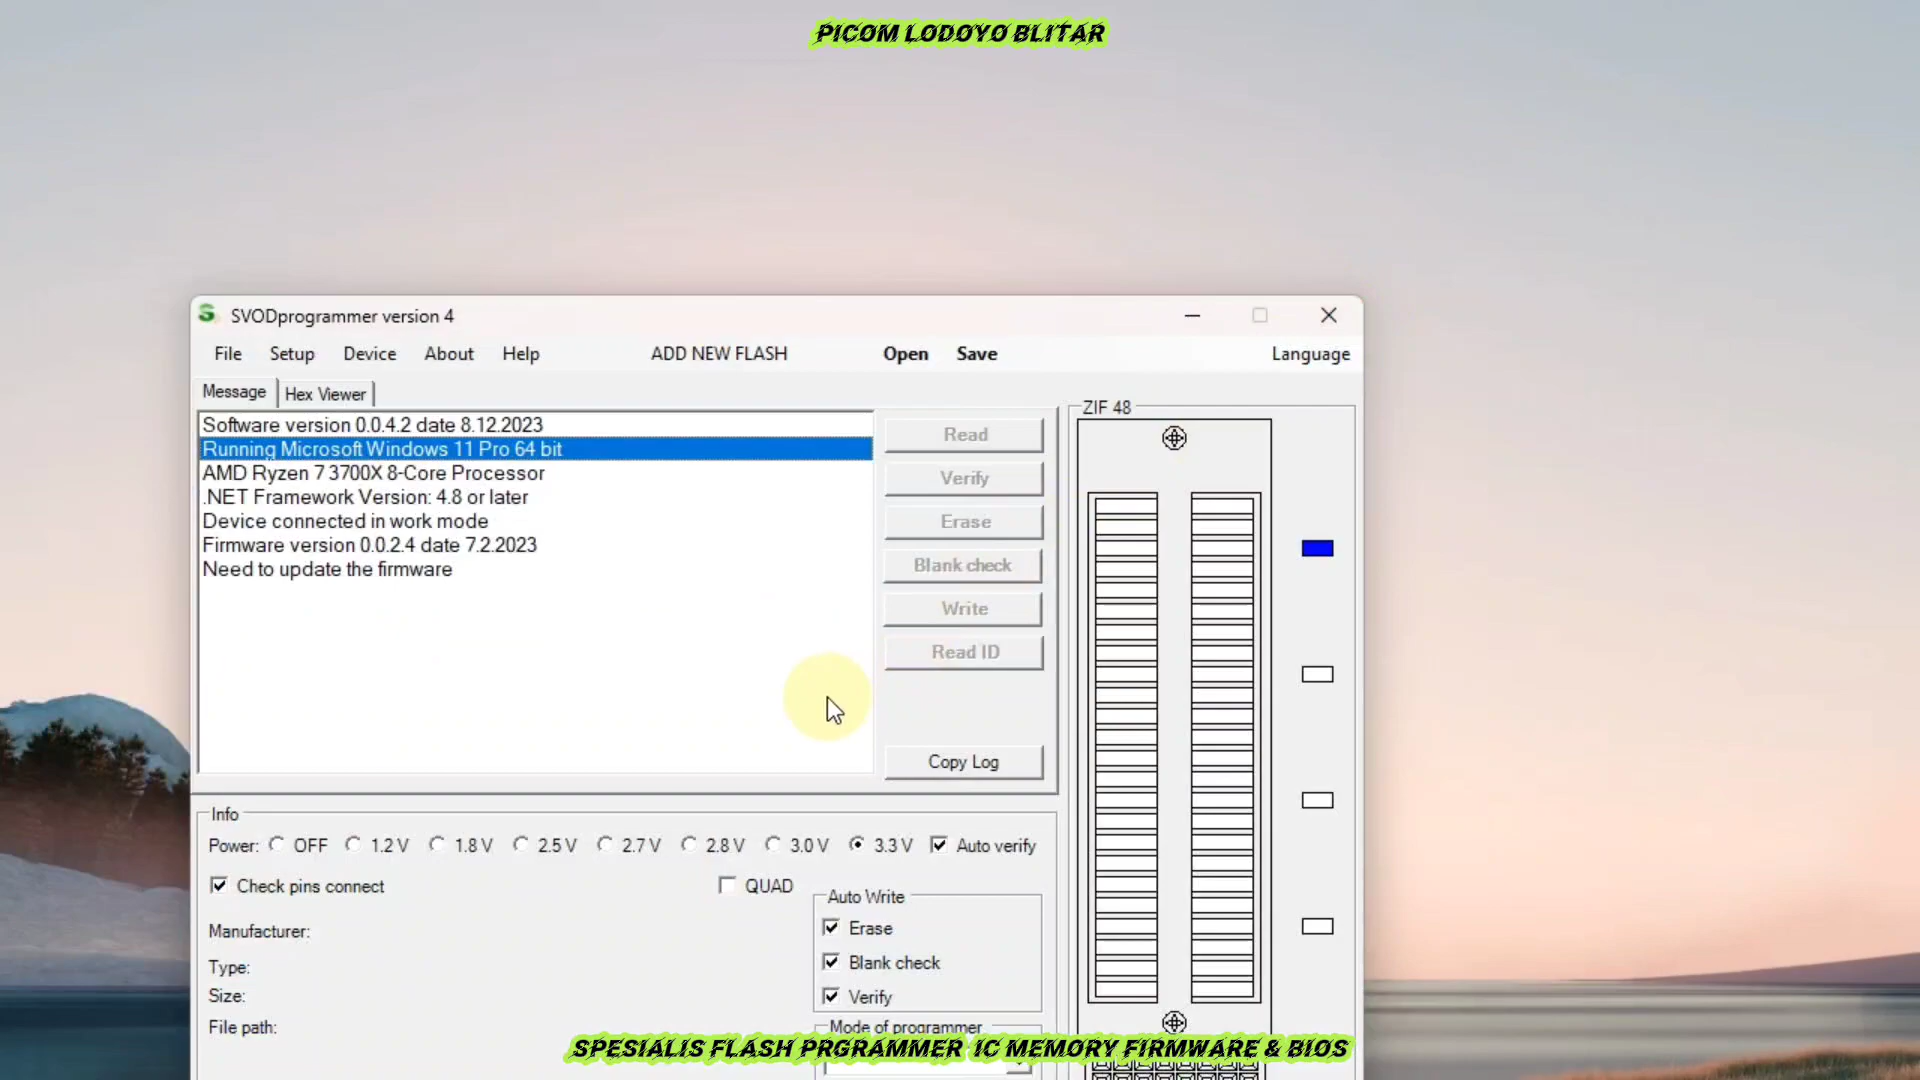 PICOM LODOYO BLITAR
SVODprogrammer version 4
File Setup Device About Help ADD NEW FLASH Open Save Language
Message Hex Viewer
Software version 0.0.4.2 date 8.12.2023
Running Microsoft Windows 11 Pro 64 bit
AMD Ryzen 7 3700X 8-Core Processor
.NET Framework Version: 4.8 or later
Device connected in work mode
Firmware version 0.0.2.4 date 7.2.2023
Need to update the firmware
Read
Verify
Erase
Blank check
Write
Read ID
Copy Log
ZIF 48
Info
Power: OFF 1.2 V 1.8 V 2.5 V 2.7 V 2.8 V 3.0 V 3.3 V Auto verify
Check pins connect QUAD
Manufacturer:
Type:
Size:
File path:
Auto Write
Erase
Blank check
Verify
Mode of programmer
SPESIALIS FLASH PRGRAMMER IC MEMORY FIRMWARE & BIOS